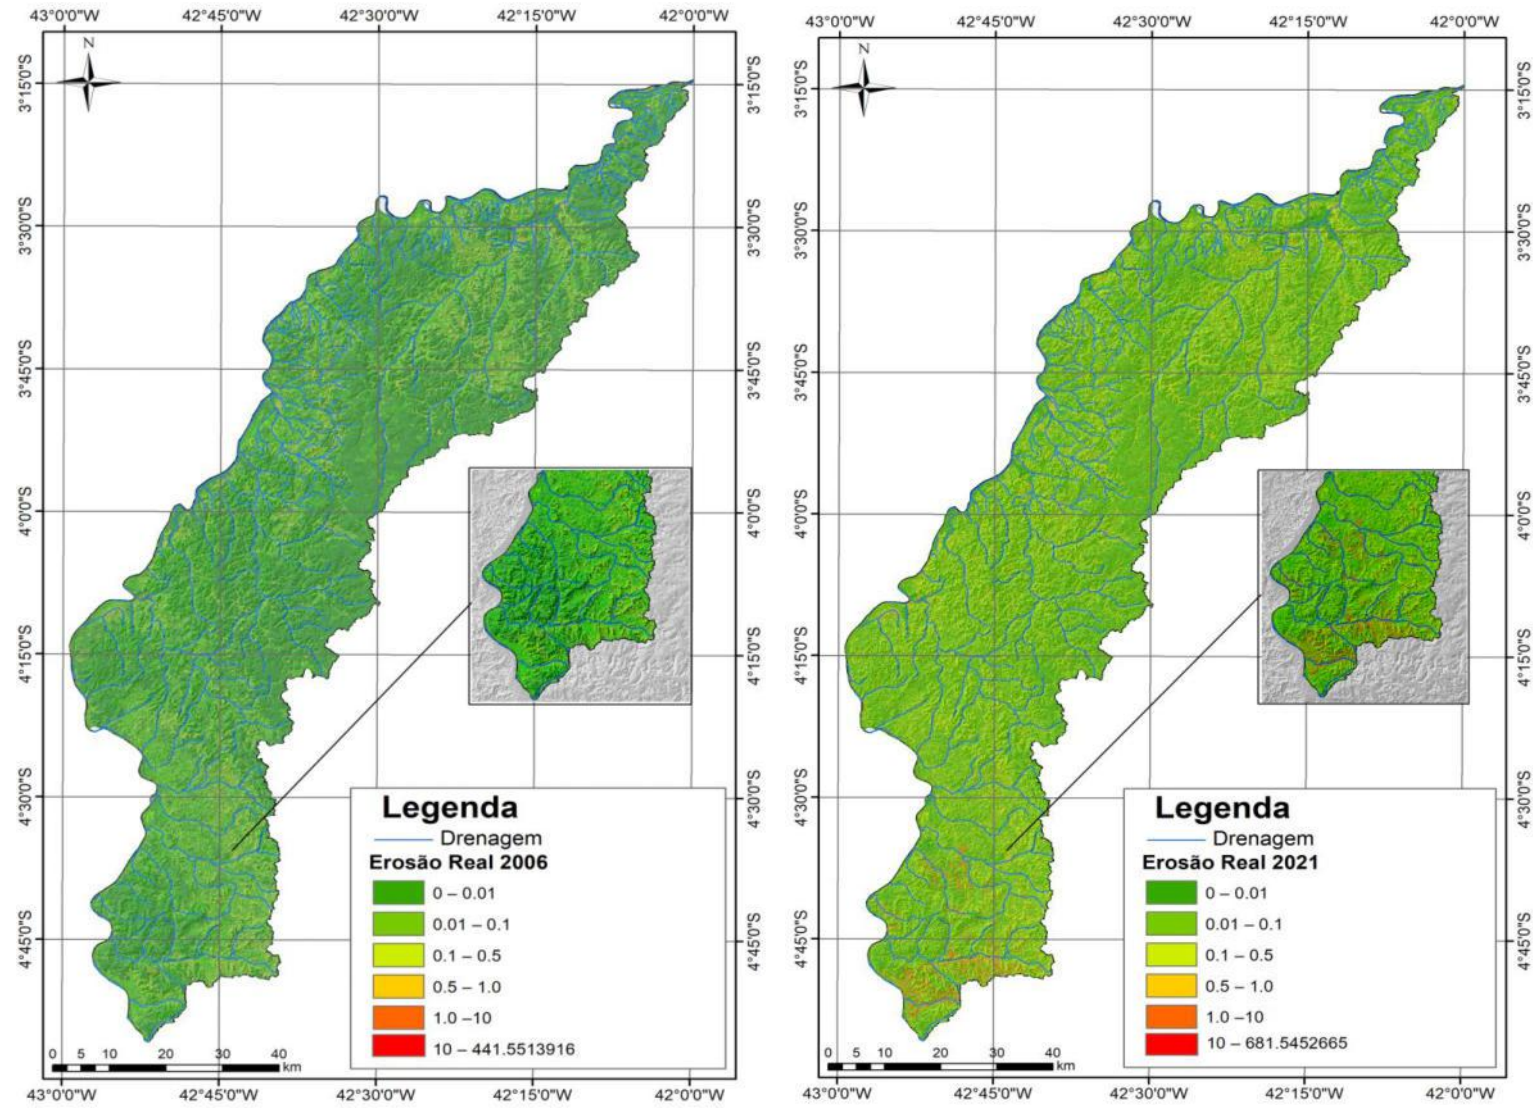 43°0'0"W 42°45'0"W 42°30'0"W 42°15'0"W 42°0'0"W
N
3°15'0"S
3°30'0"S
3°45'0"S
4°0'0"S
4°15'0"S
4°30'0"S
4°45'0"S
3°15'0"S
3°30'0"S
3°45'0"S
4°0'0"S
4°15'0"S
4°30'0"S
4°45'0"S
Legenda
Drenagem
Erosão Real 2006
0 – 0.01
0.01 – 0.1
0.1 – 0.5
0.5 – 1.0
1.0 –10
10 – 441.5513916
0 5 10 20 30 40
km
43°0'0"W 42°45'0"W 42°30'0"W 42°15'0"W 42°0'0"W
43°0'0"W 42°45'0"W 42°30'0"W 42°15'0"W 42°0'0"W
N
3°15'0"S
3°30'0"S
3°45'0"S
4°0'0"S
4°15'0"S
4°30'0"S
4°45'0"S
3°15'0"S
3°30'0"S
3°45'0"S
4°0'0"S
4°15'0"S
4°30'0"S
4°45'0"S
Legenda
Drenagem
Erosão Real 2021
0 – 0.01
0.01 – 0.1
0.1 – 0.5
0.5 – 1.0
1.0 –10
10 – 681.5452665
0 5 10 20 30 40
km
43°0'0"W 42°45'0"W 42°30'0"W 42°15'0"W 42°0'0"W